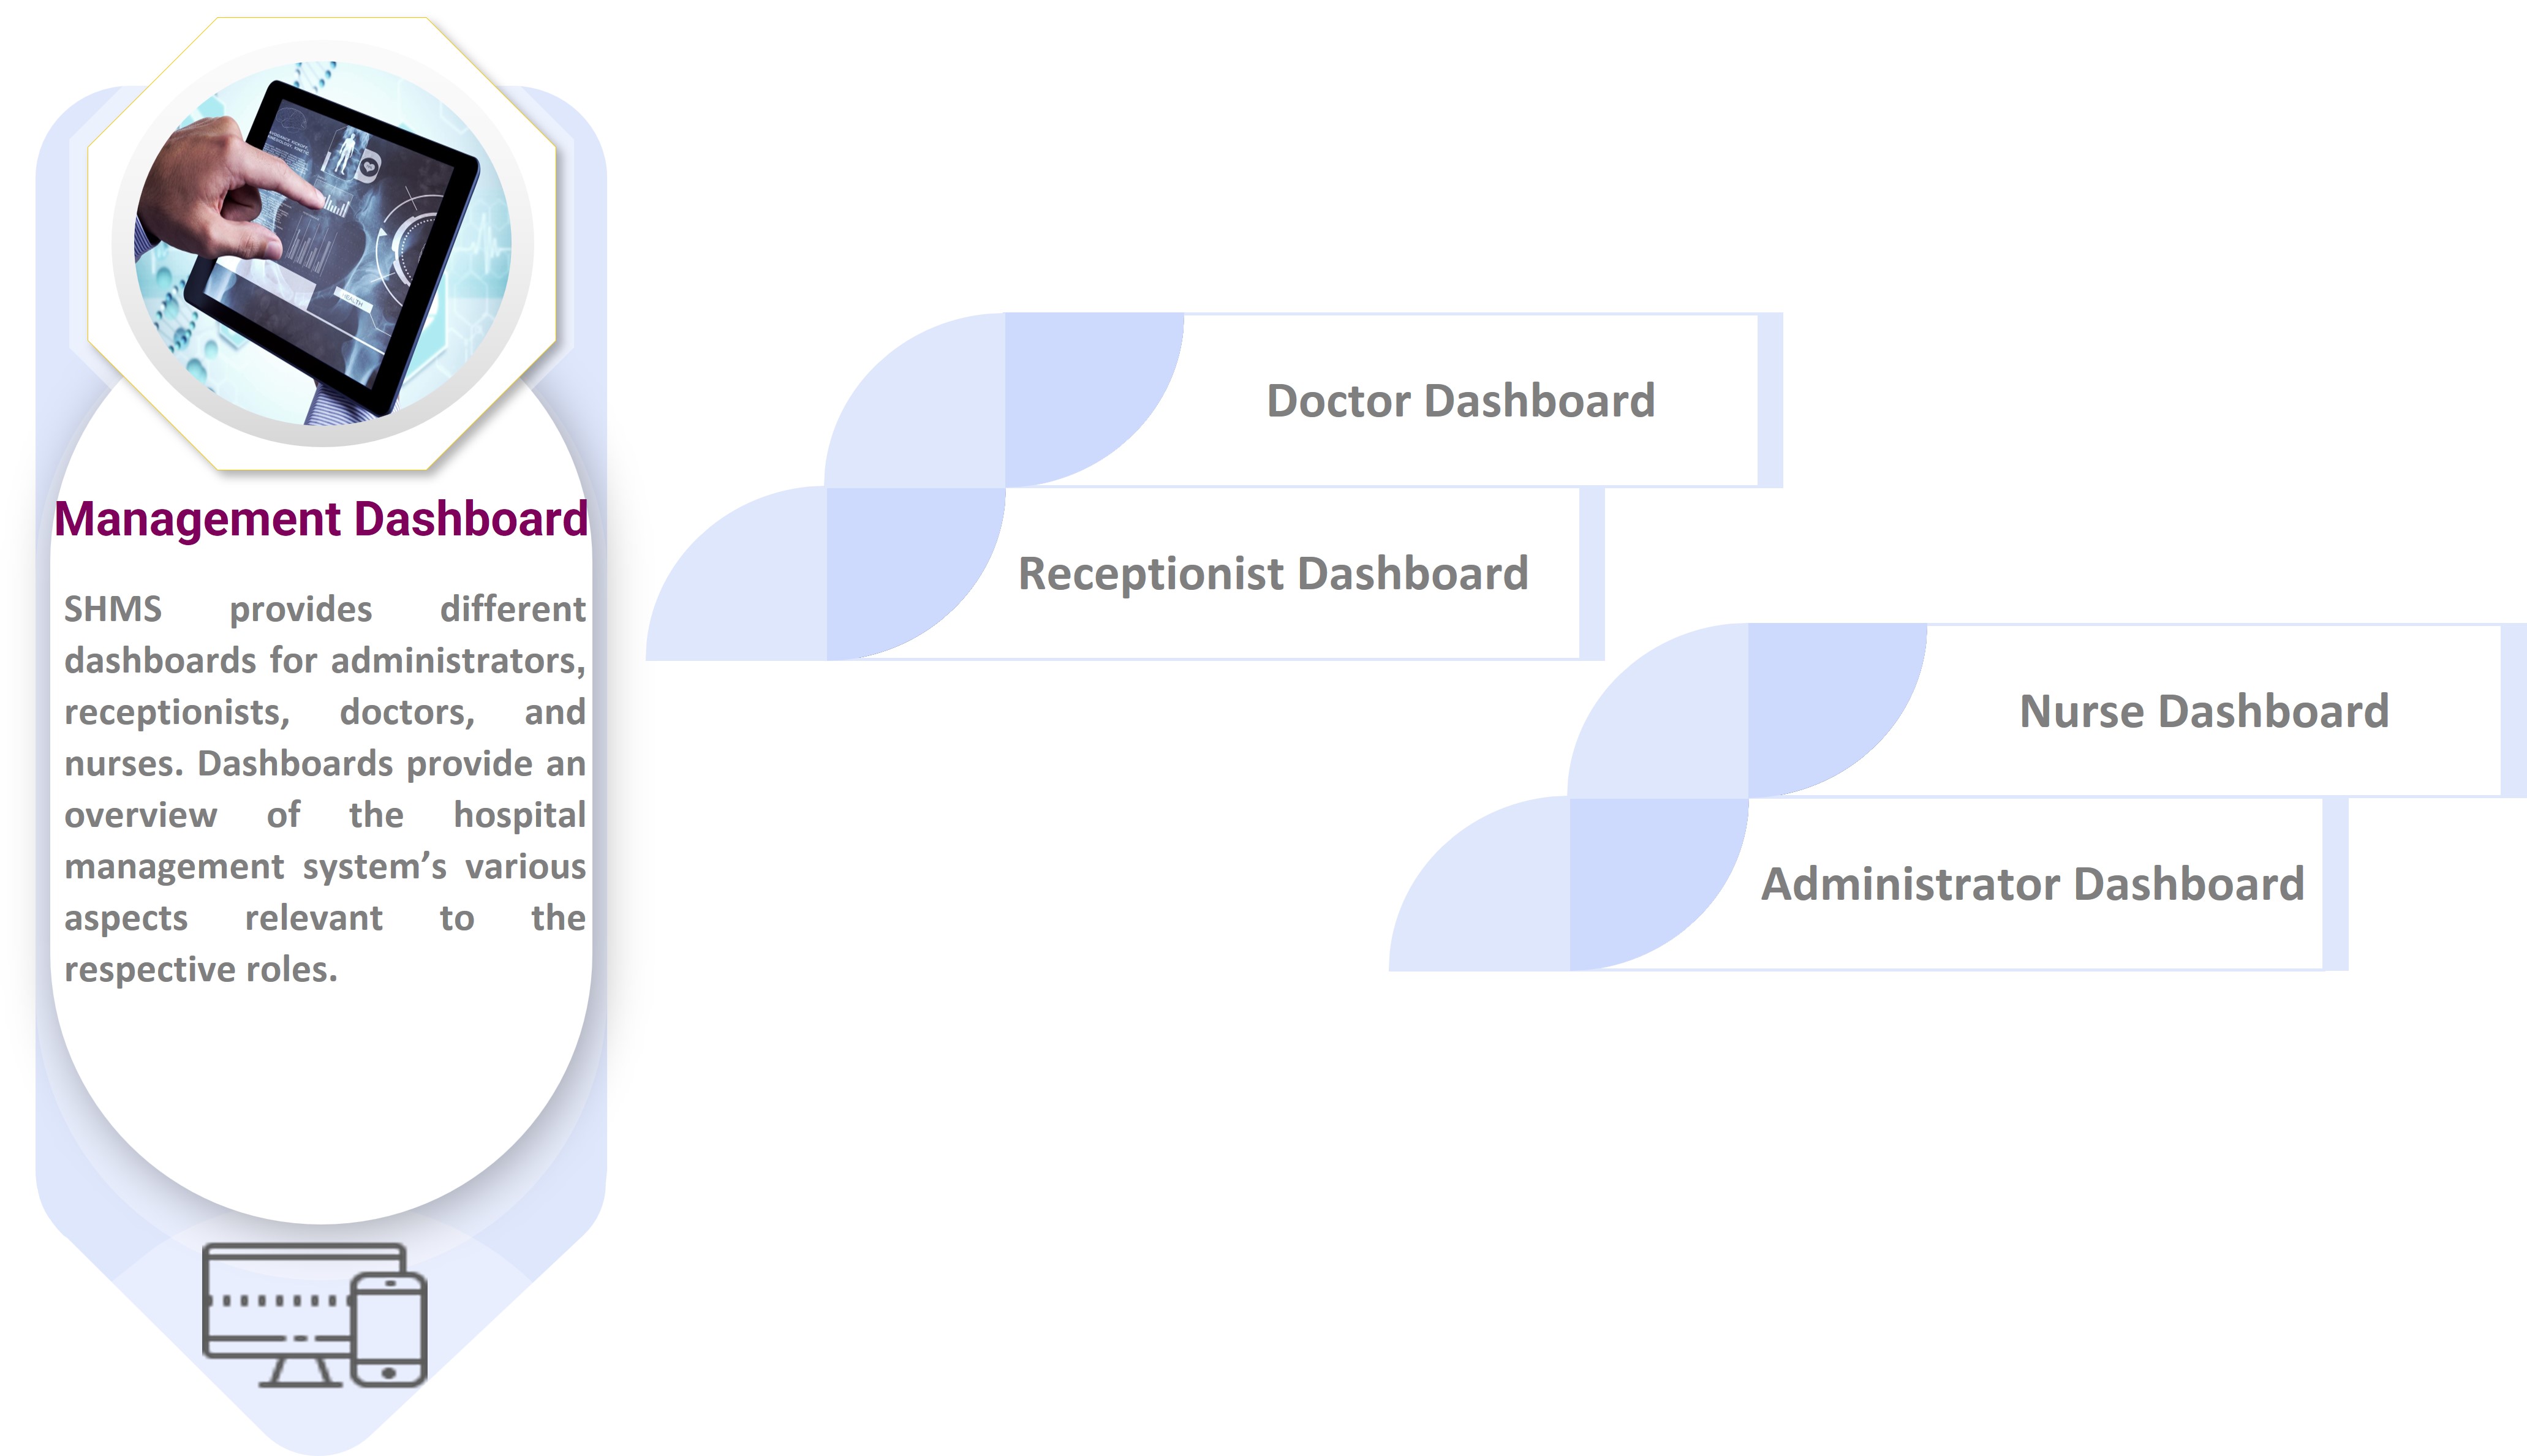 Management Dashboard
SHMS provides different
dashboards for administrators,
receptionists, doctors, and
nurses. Dashboards provide an
overview of the hospital
management system’s various
aspects relevant to the
respective roles.
Doctor Dashboard
Receptionist Dashboard
Nurse Dashboard
Administrator Dashboard
HEALTH